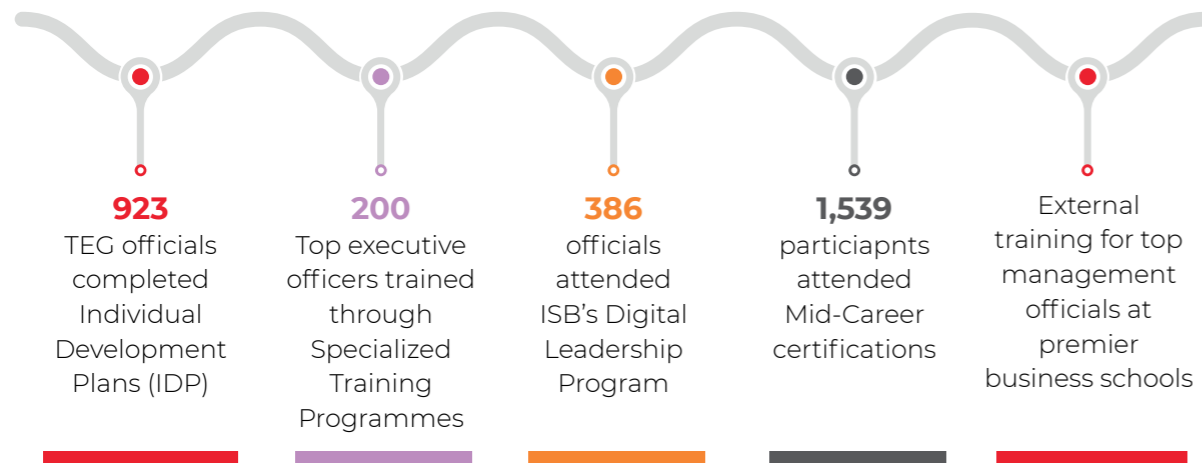 923
TEG officials
completed
Individual
Development
Plans (IDP)
200
Top executive
officers trained
through
Specialized
Training
Programmes
386
officials
attended
ISB's Digital
Leadership
Program
1,539
particiapnts
attended
Mid-Career
certifications
External
training for top
management
officials at
premier
business schools